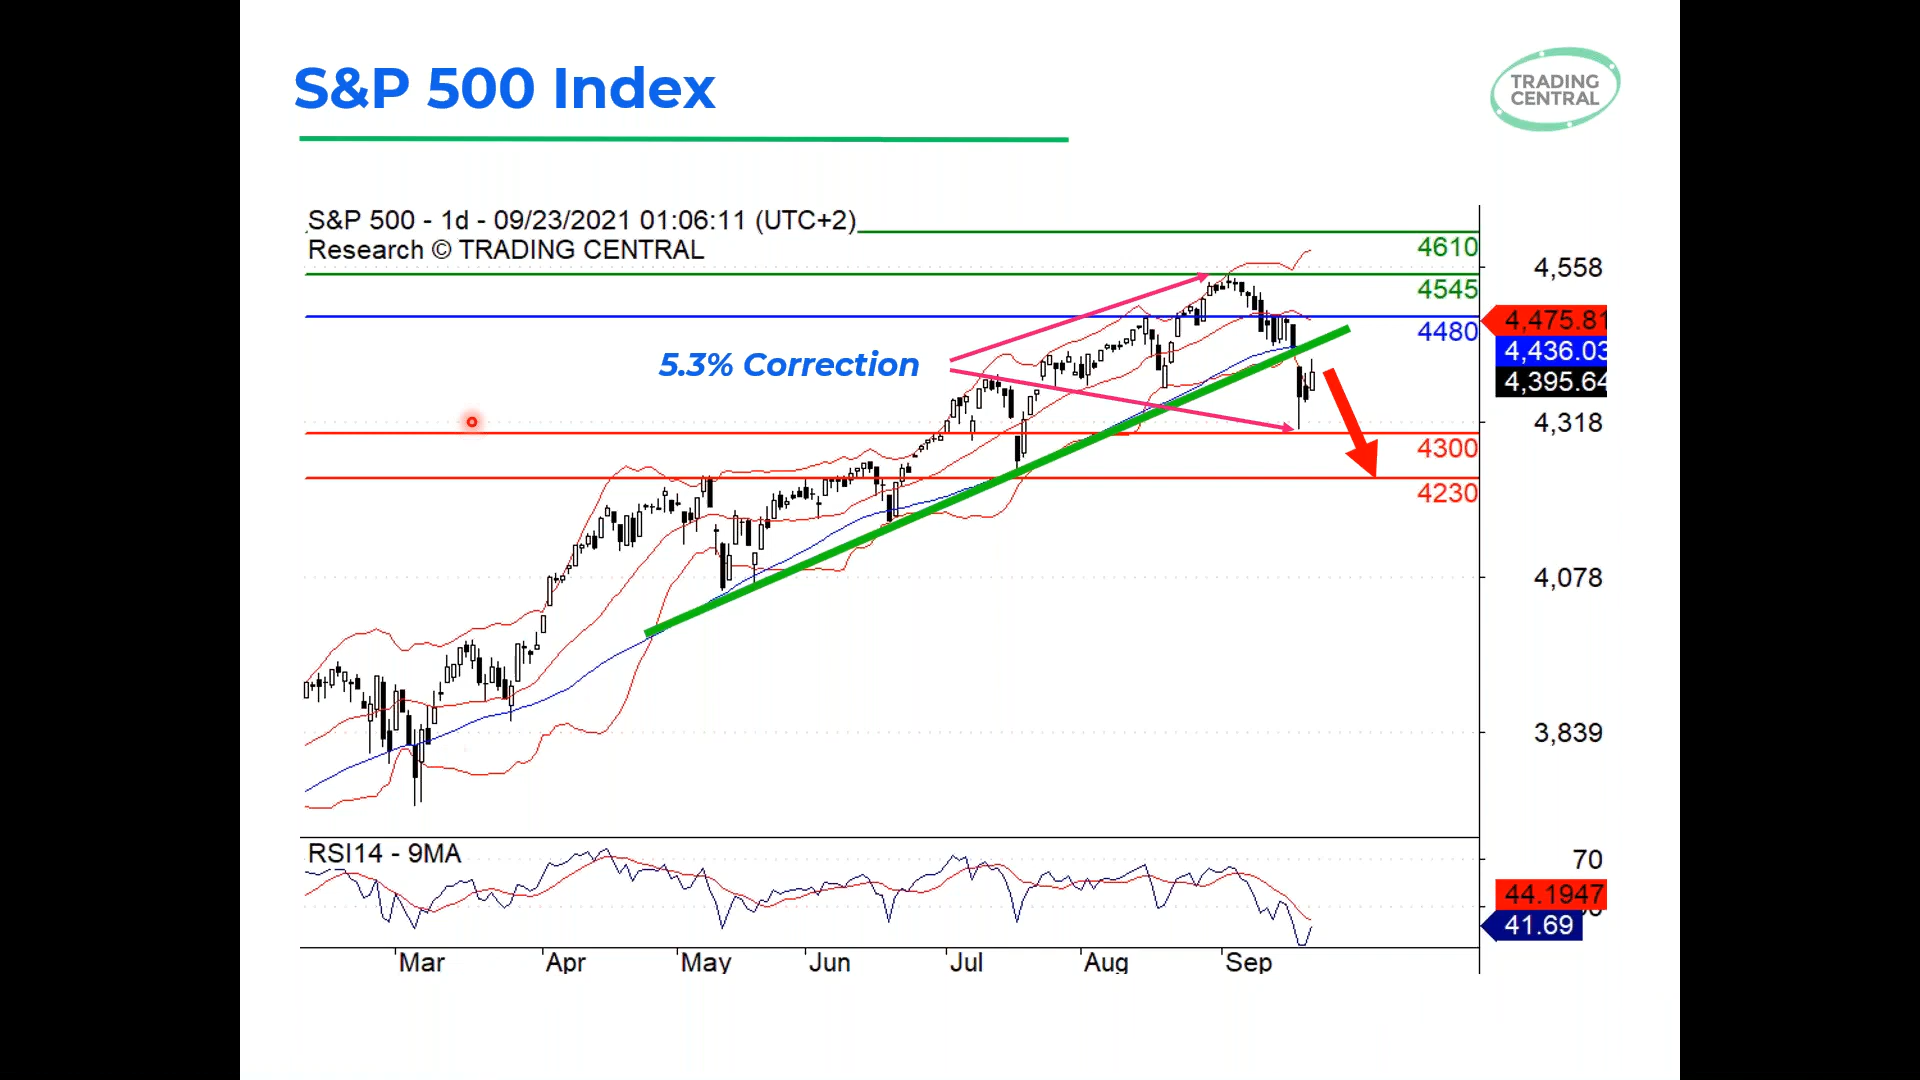 S&P 500 Index
TRADING
CENTRAL
S&P 500 - 1d - 09/23/2021 01:06:11 (UTC+2)
Research © TRADING CENTRAL
4610
4,558
4545
4,475.81
4480
4,436.03
5.3% Correction
4,395.64
4,318
4300
4230
4,078
3,839
RSI14 - 9MA
70
44.1947
41.69
Mar Apr May Jun Jul Aug Sep